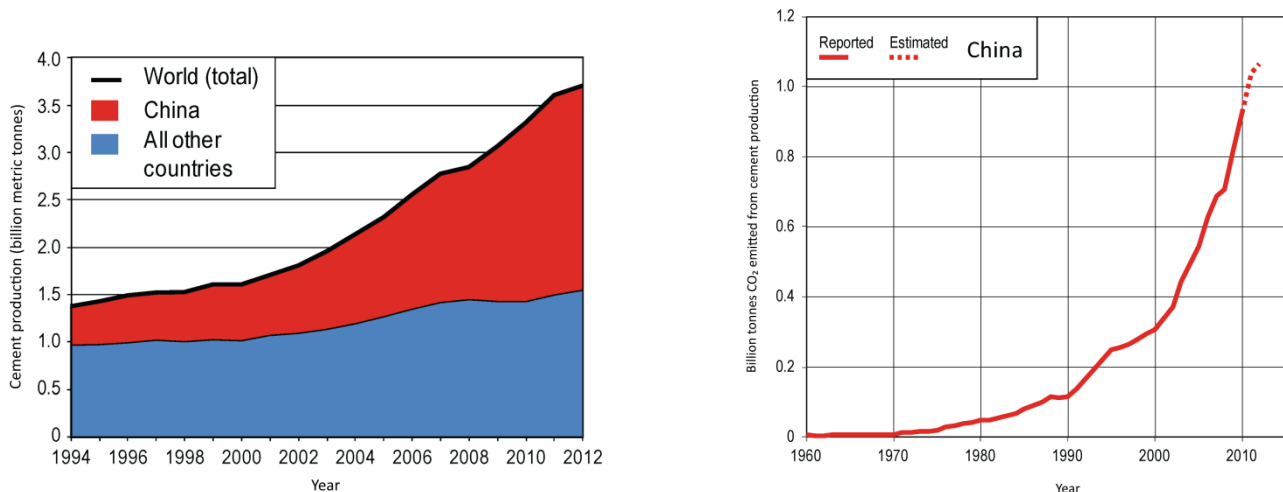 Cement production (billion metric tonnes)
4.0
3.5
3.0
2.5
2.0
1.5
1.0
0.5
0
World (total)
China
All other
countries
1994 1996 1998 2000 2002 2004 2006 2008 2010 2012
Year
Billion tonnes CO₂ emitted from cement production
1.2
1.0
0.8
0.6
0.4
0.2
0
Reported Estimated China
1960 1970 1980 1990 2000 2010
Year